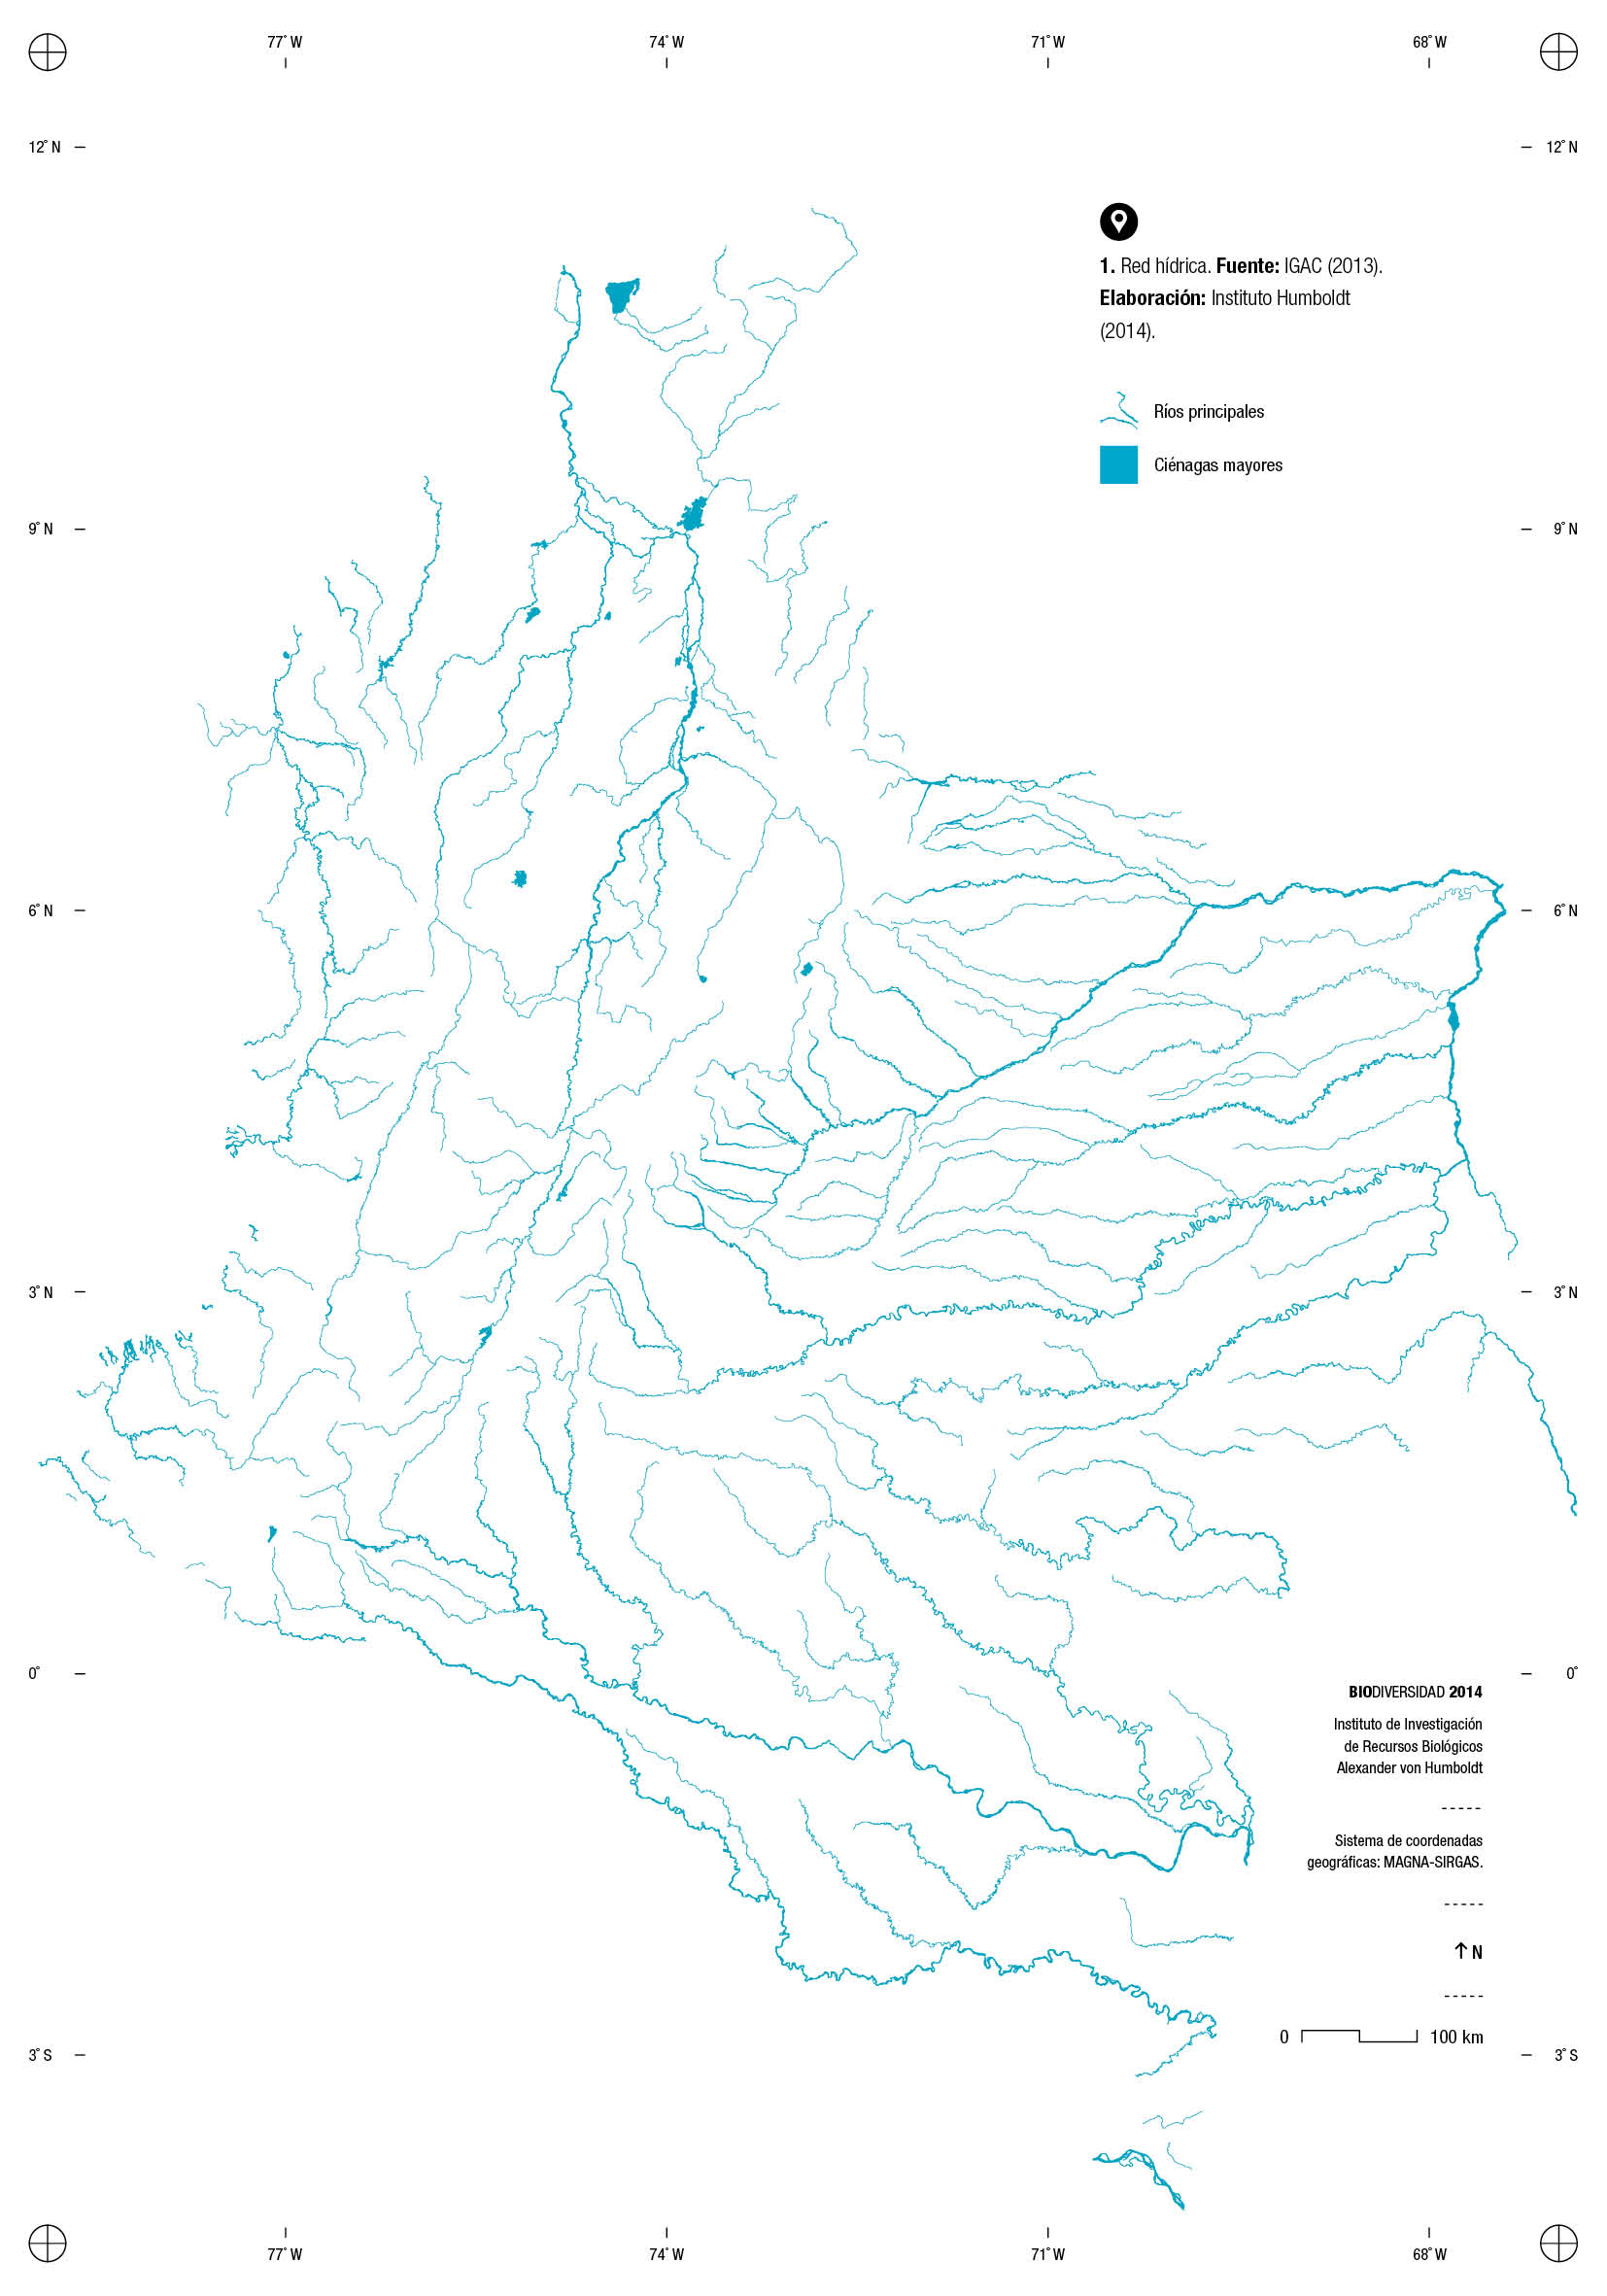 77° W 74° W 71° W 68° W
12° N 12° N
1. Red hídrica. Fuente: IGAC (2013).
Elaboración: Instituto Humboldt
(2014).
Ríos principales
Ciénagas mayores
9° N 9° N
6° N 6° N
3° N 3° N
0° 0°
BIODIVERSIDAD 2014
Instituto de Investigación
de Recursos Biológicos
Alexander von Humboldt
-----
Sistema de coordenadas
geográficas: MAGNA-SIRGAS.
-----
↑ N
-----
0 100 km
3° S 3° S
77° W 74° W 71° W 68° W